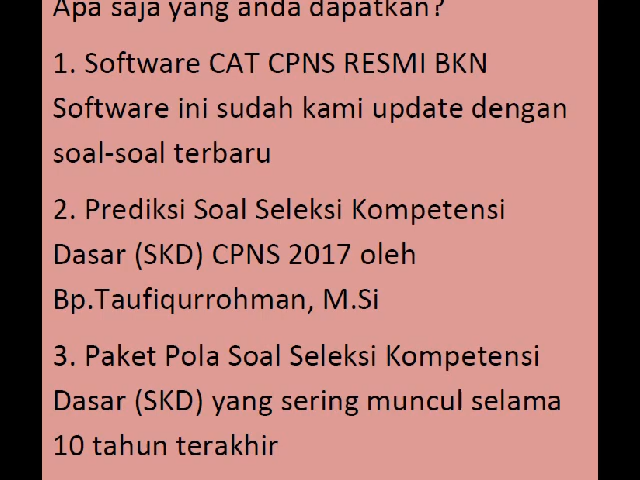 Apa saja yang anda dapatkan?
1. Software CAT CPNS RESMI BKN
Software ini sudah kami update dengan
soal-soal terbaru
2. Prediksi Soal Seleksi Kompetensi
Dasar (SKD) CPNS 2017 oleh
Bp.Taufiqurrohman, M.Si
3. Paket Pola Soal Seleksi Kompetensi
Dasar (SKD) yang sering muncul selama
10 tahun terakhir